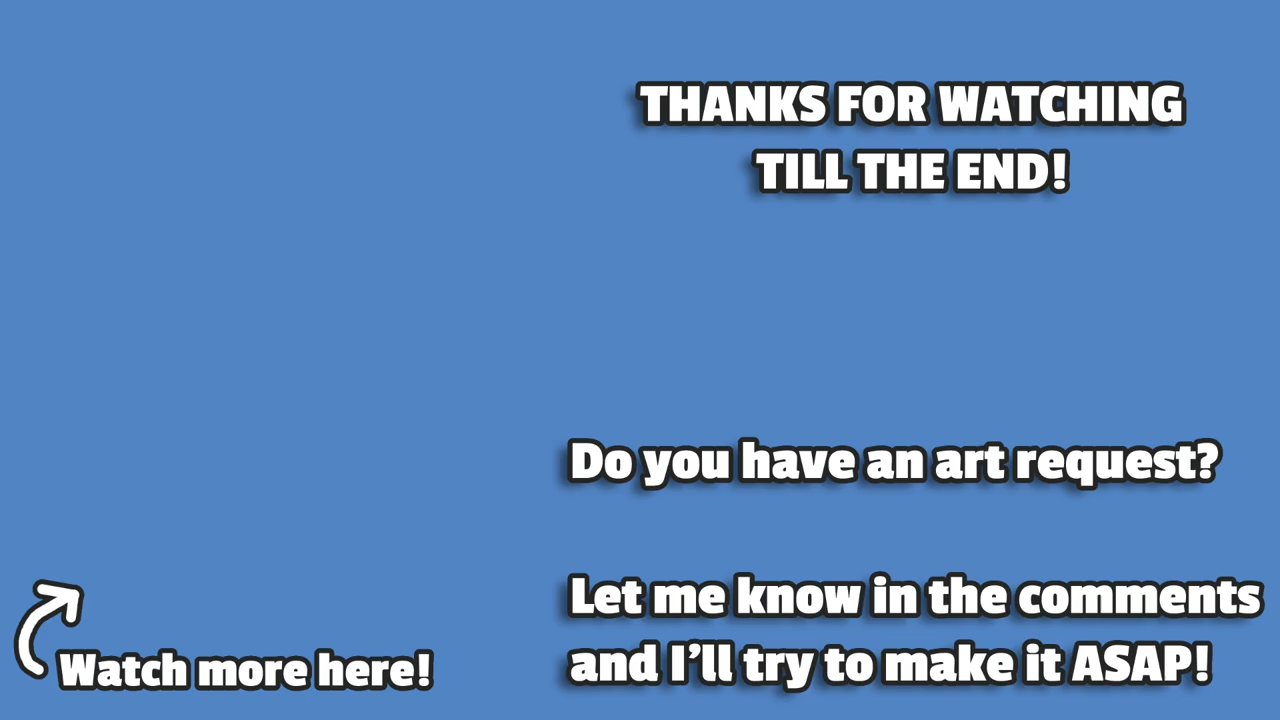 THANKS FOR WATCHING
TILL THE END!
Do you have an art request?
Let me know in the comments
and I'll try to make it ASAP!
Watch more here!